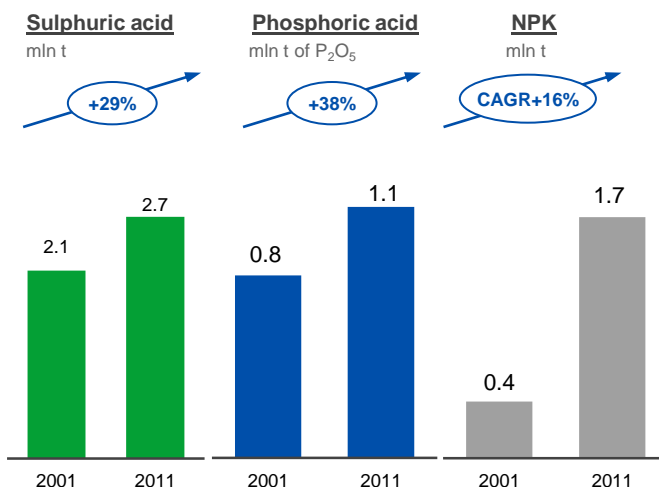 Sulphuric acid
mln t
+29%
2.1
2.7
2001
2011
Phosphoric acid
mln t of P₂O₅
+38%
0.8
1.1
2001
2011
NPK
mln t
CAGR+16%
0.4
1.7
2001
2011